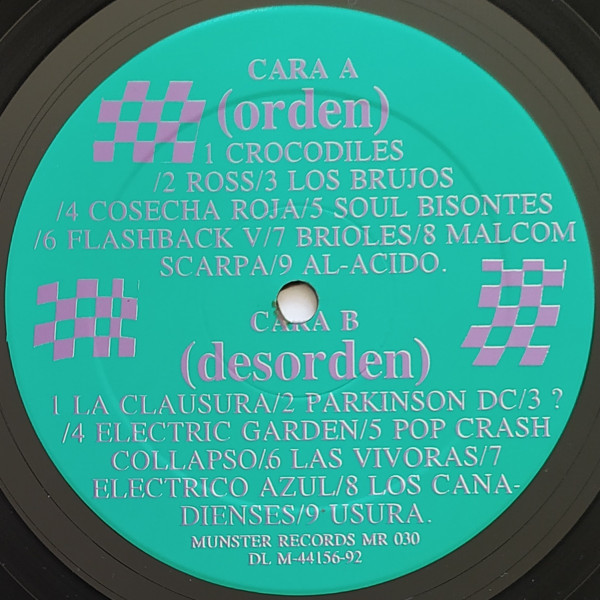 CARA A
(orden)
1 CROCODILES
/2 ROSS/3 LOS BRUJOS
/4 COSECHA ROJA/5 SOUL BISONTES
/6 FLASHBACK V/7 BRIOLES/8 MALCOM
SCARPA/9 AL-ACIDO.
CARA B
(desorden)
1 LA CLAUSURA/2 PARKINSON DC/3 ?
/4 ELECTRIC GARDEN/5 POP CRASH
COLLAPSO/.6 LAS VIVORAS/7
ELECTRICO AZUL/8 LOS CANA-
DIENSES/9 USURA.
MUNSTER RECORDS MR 030
DL M-44156-92